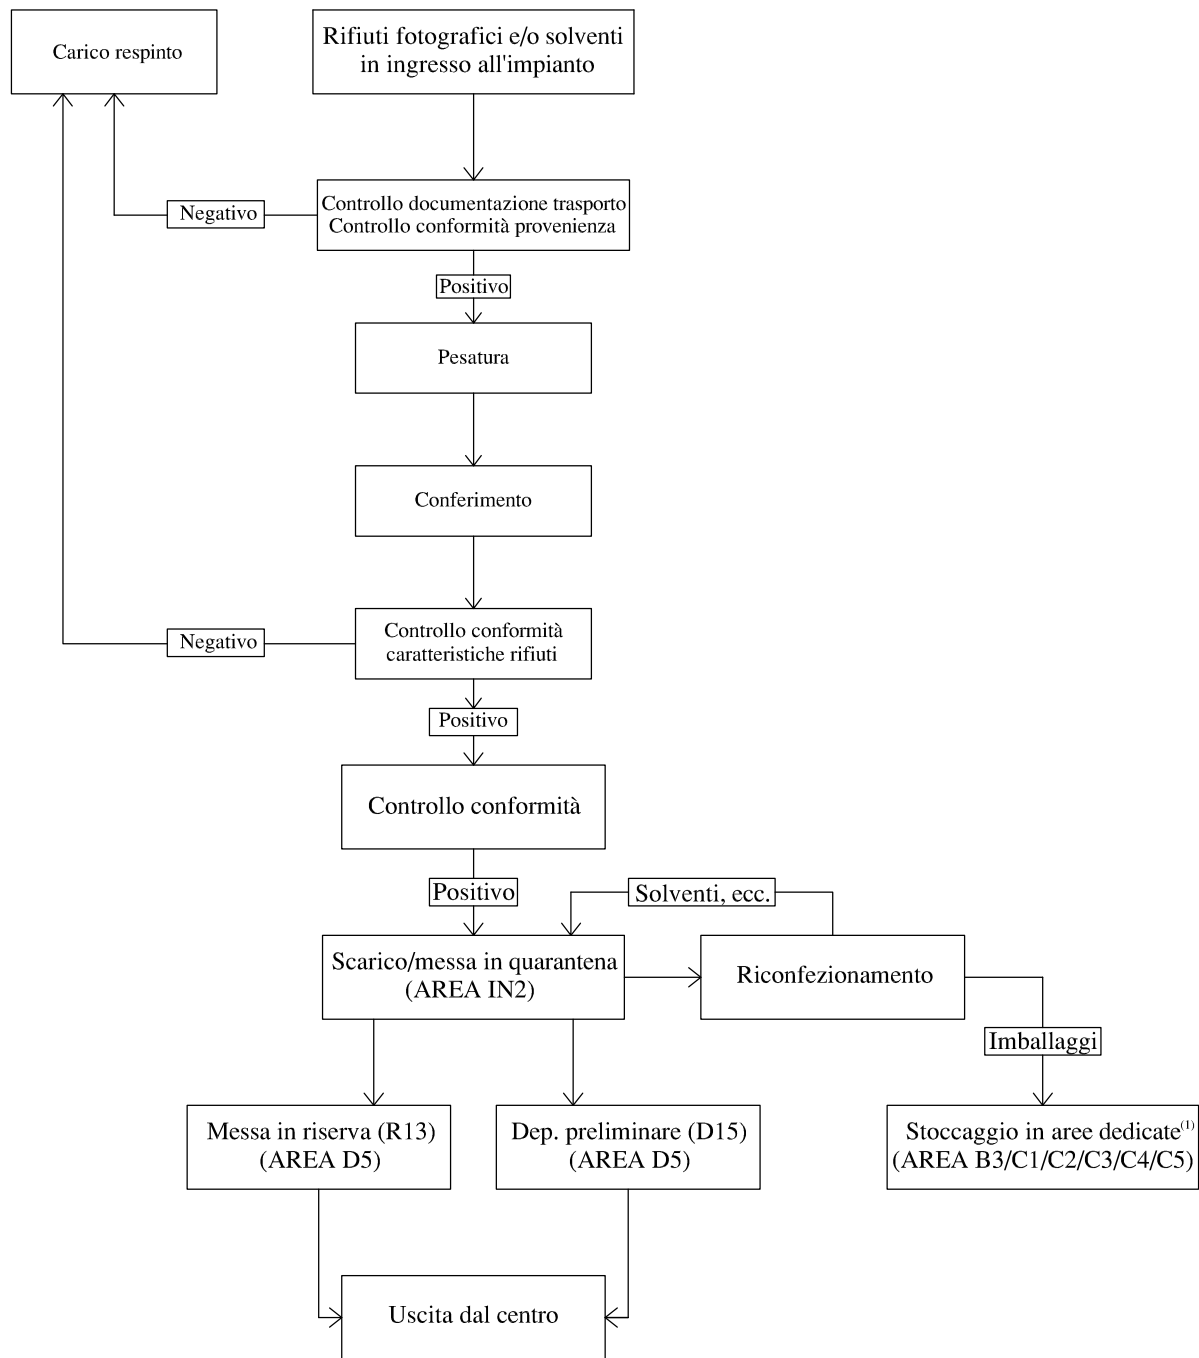 Carico respinto
Rifiuti fotografici e/o solventi
in ingresso all'impianto
Negativo
Controllo documentazione trasporto
Controllo conformità provenienza
Positivo
Pesatura
Conferimento
Negativo
Controllo conformità
caratteristiche rifiuti
Positivo
Controllo conformità
Positivo
Solventi, ecc.
Scarico/messa in quarantena
(AREA IN2)
Riconfezionamento
Imballaggi
Messa in riserva (R13)
(AREA D5)
Dep. preliminare (D15)
(AREA D5)
Stoccaggio in aree dedicate(1)
(AREA B3/C1/C2/C3/C4/C5)
Uscita dal centro